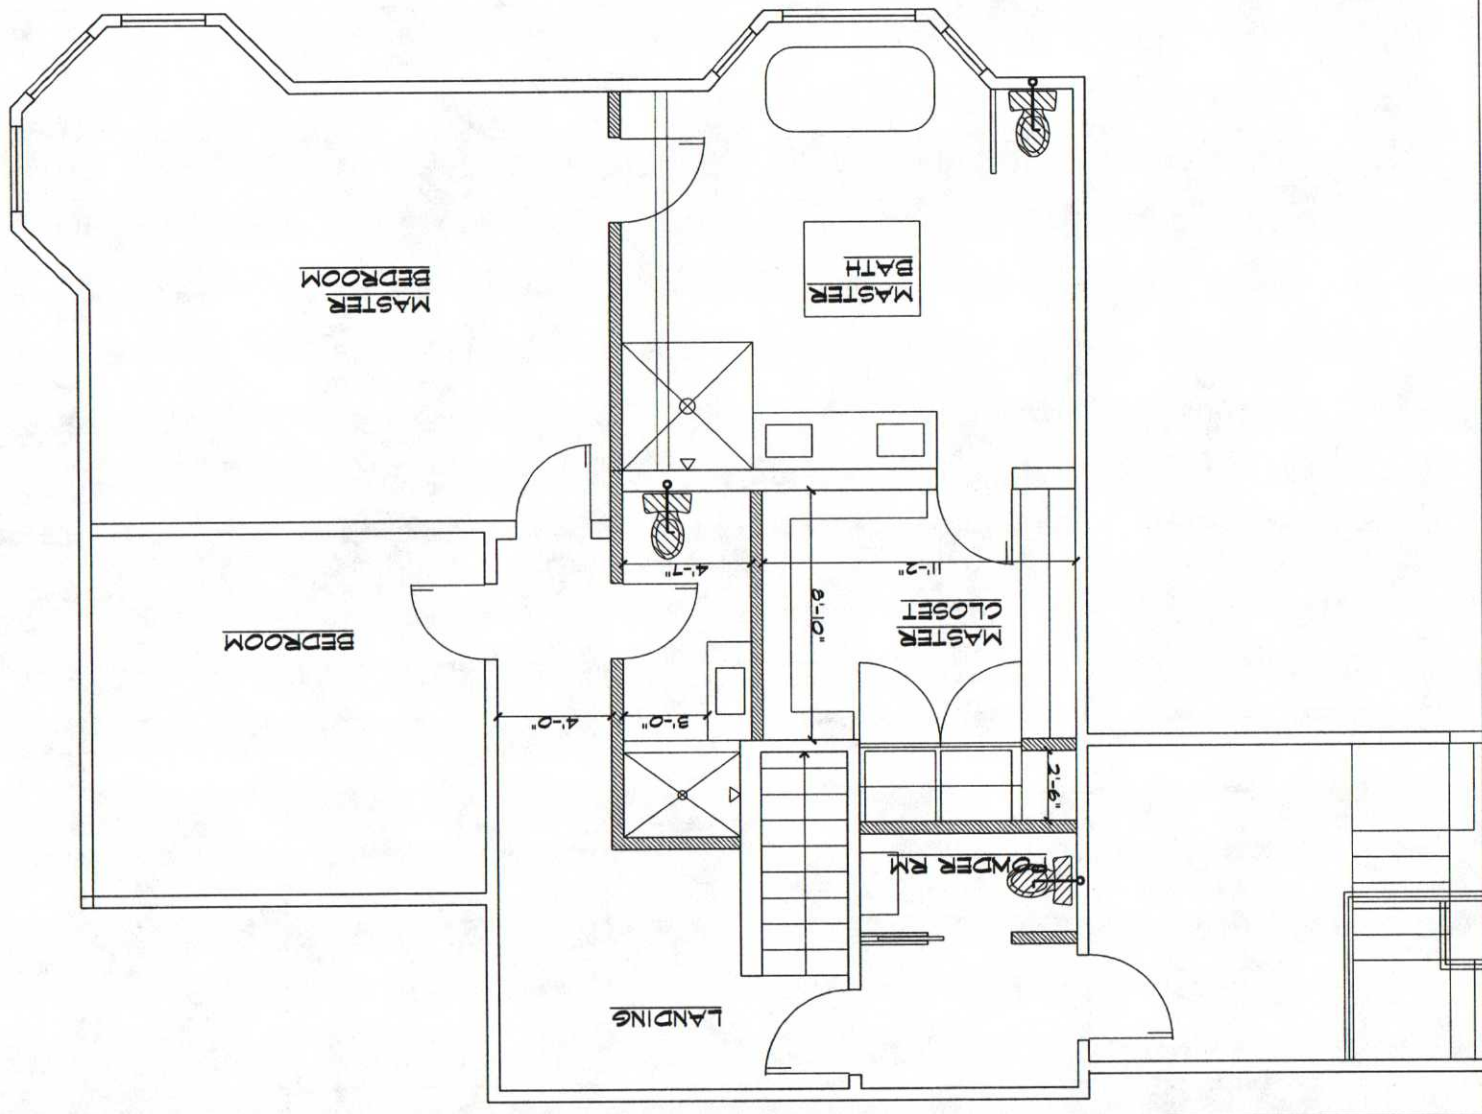 MASTER
BEDROOM
MASTER
BATH
BEDROOM
4'-7"
11'-2"
8'-10"
MASTER
CLOSET
4'-0"
3'-0"
2'-6"
POWDER RM
LANDING